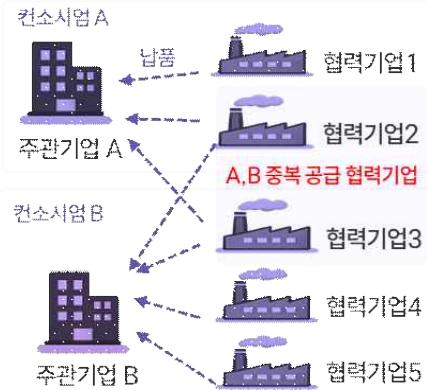 컨소시엄 A
납품
협력기업1
주관기업 A
협력기업2
A,B 중복 공급 협력기업
컨소시엄 B
협력기업3
협력기업4
주관기업 B
협력기업5